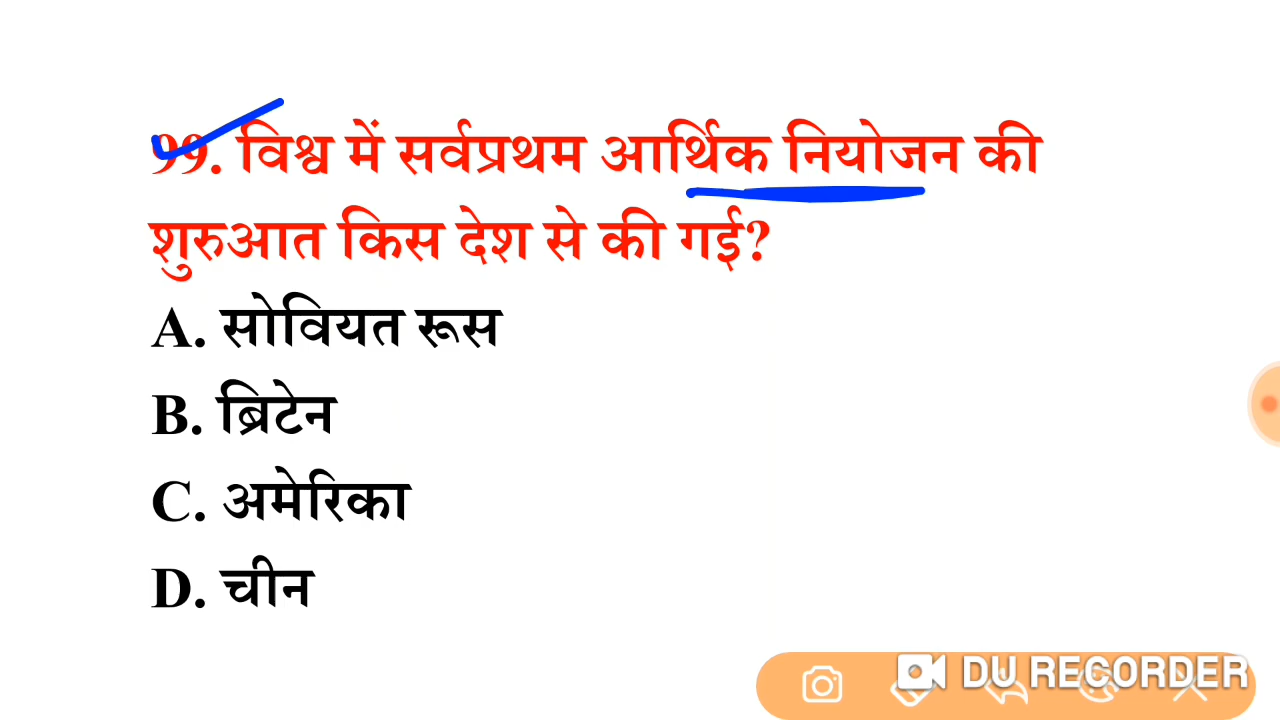 99. विश्व में सर्वप्रथम आर्थिक नियोजन की
शुरुआत किस देश से की गई?
A. सोवियत रूस
B. ब्रिटेन
C. अमेरिका
D. चीन
DU RECORDER